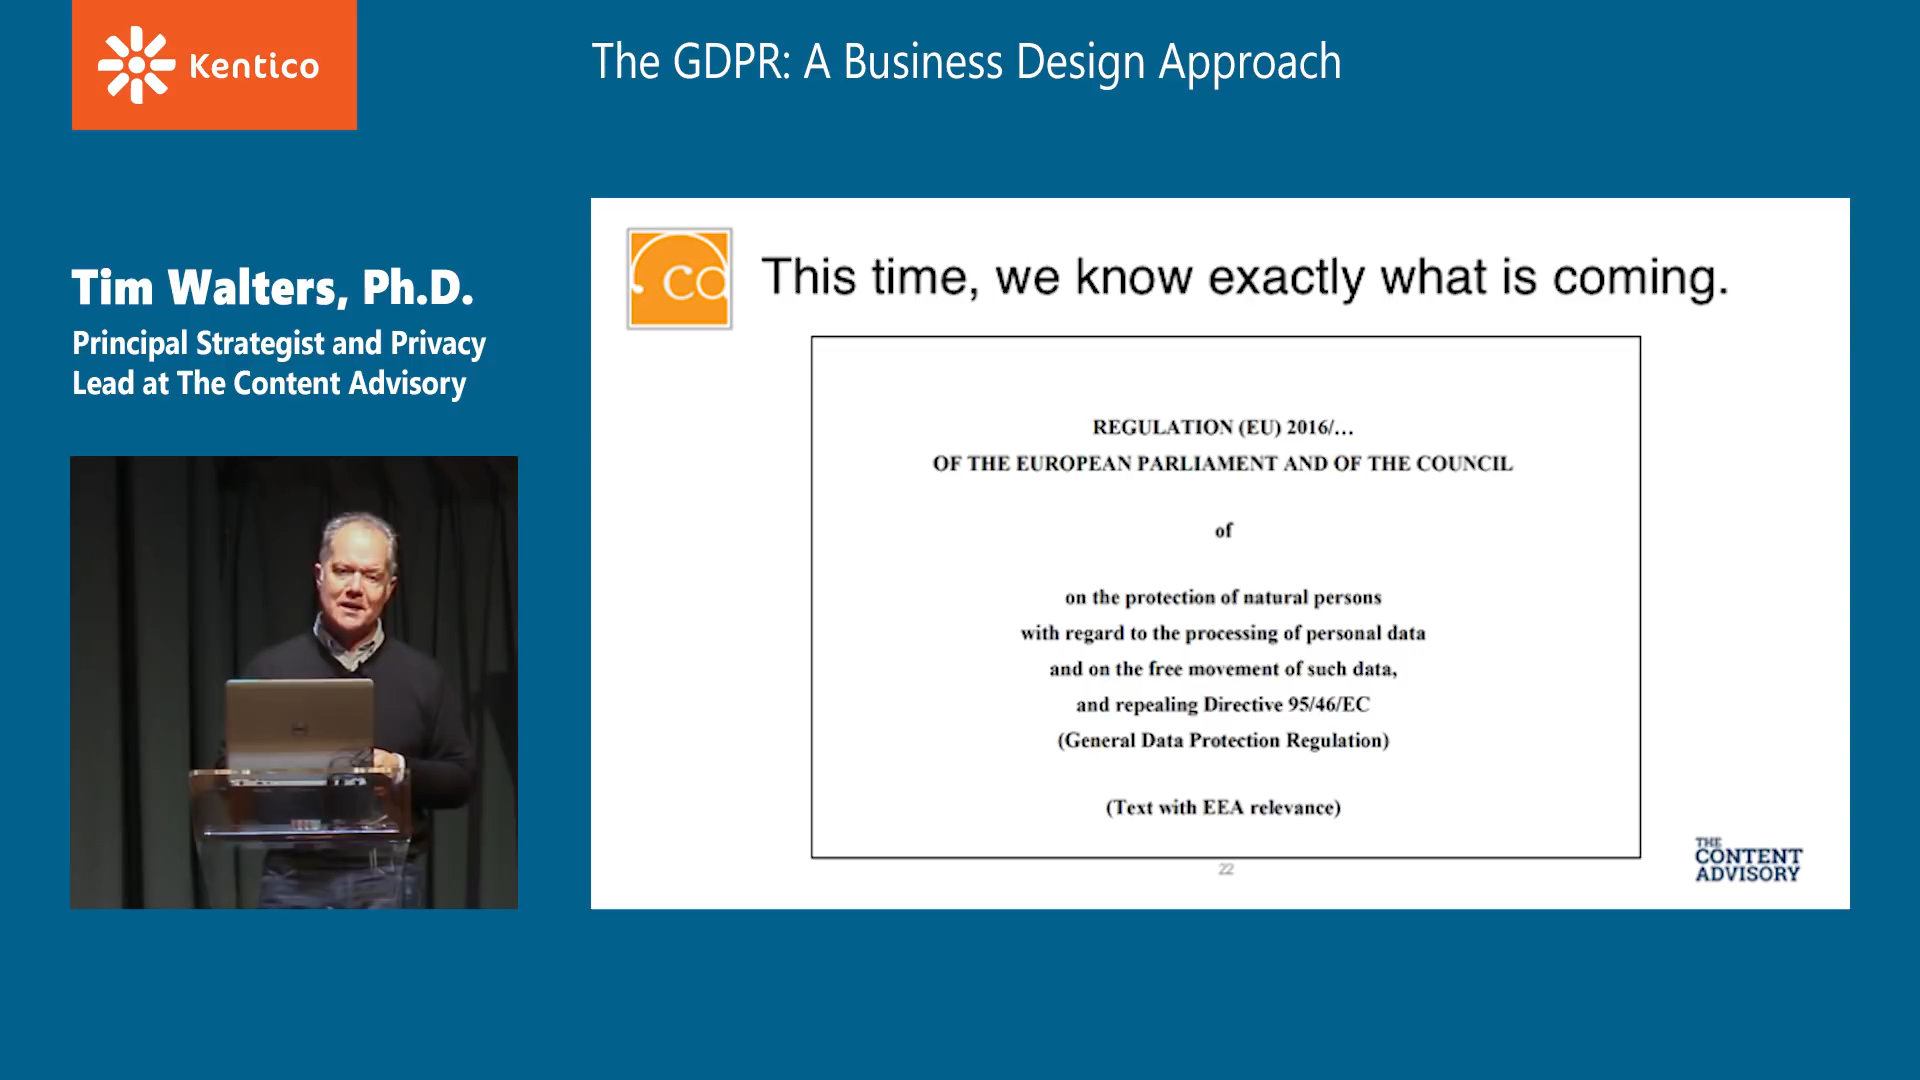 Kentico
The GDPR: A Business Design Approach
Tim Walters, Ph.D.
Principal Strategist and Privacy
Lead at The Content Advisory
ca
This time, we know exactly what is coming.
REGULATION (EU) 2016/...
OF THE EUROPEAN PARLIAMENT AND OF THE COUNCIL
of
on the protection of natural persons
with regard to the processing of personal data
and on the free movement of such data,
and repealing Directive 95/46/EC
(General Data Protection Regulation)
(Text with EEA relevance)
22
THE
CONTENT
ADVISORY